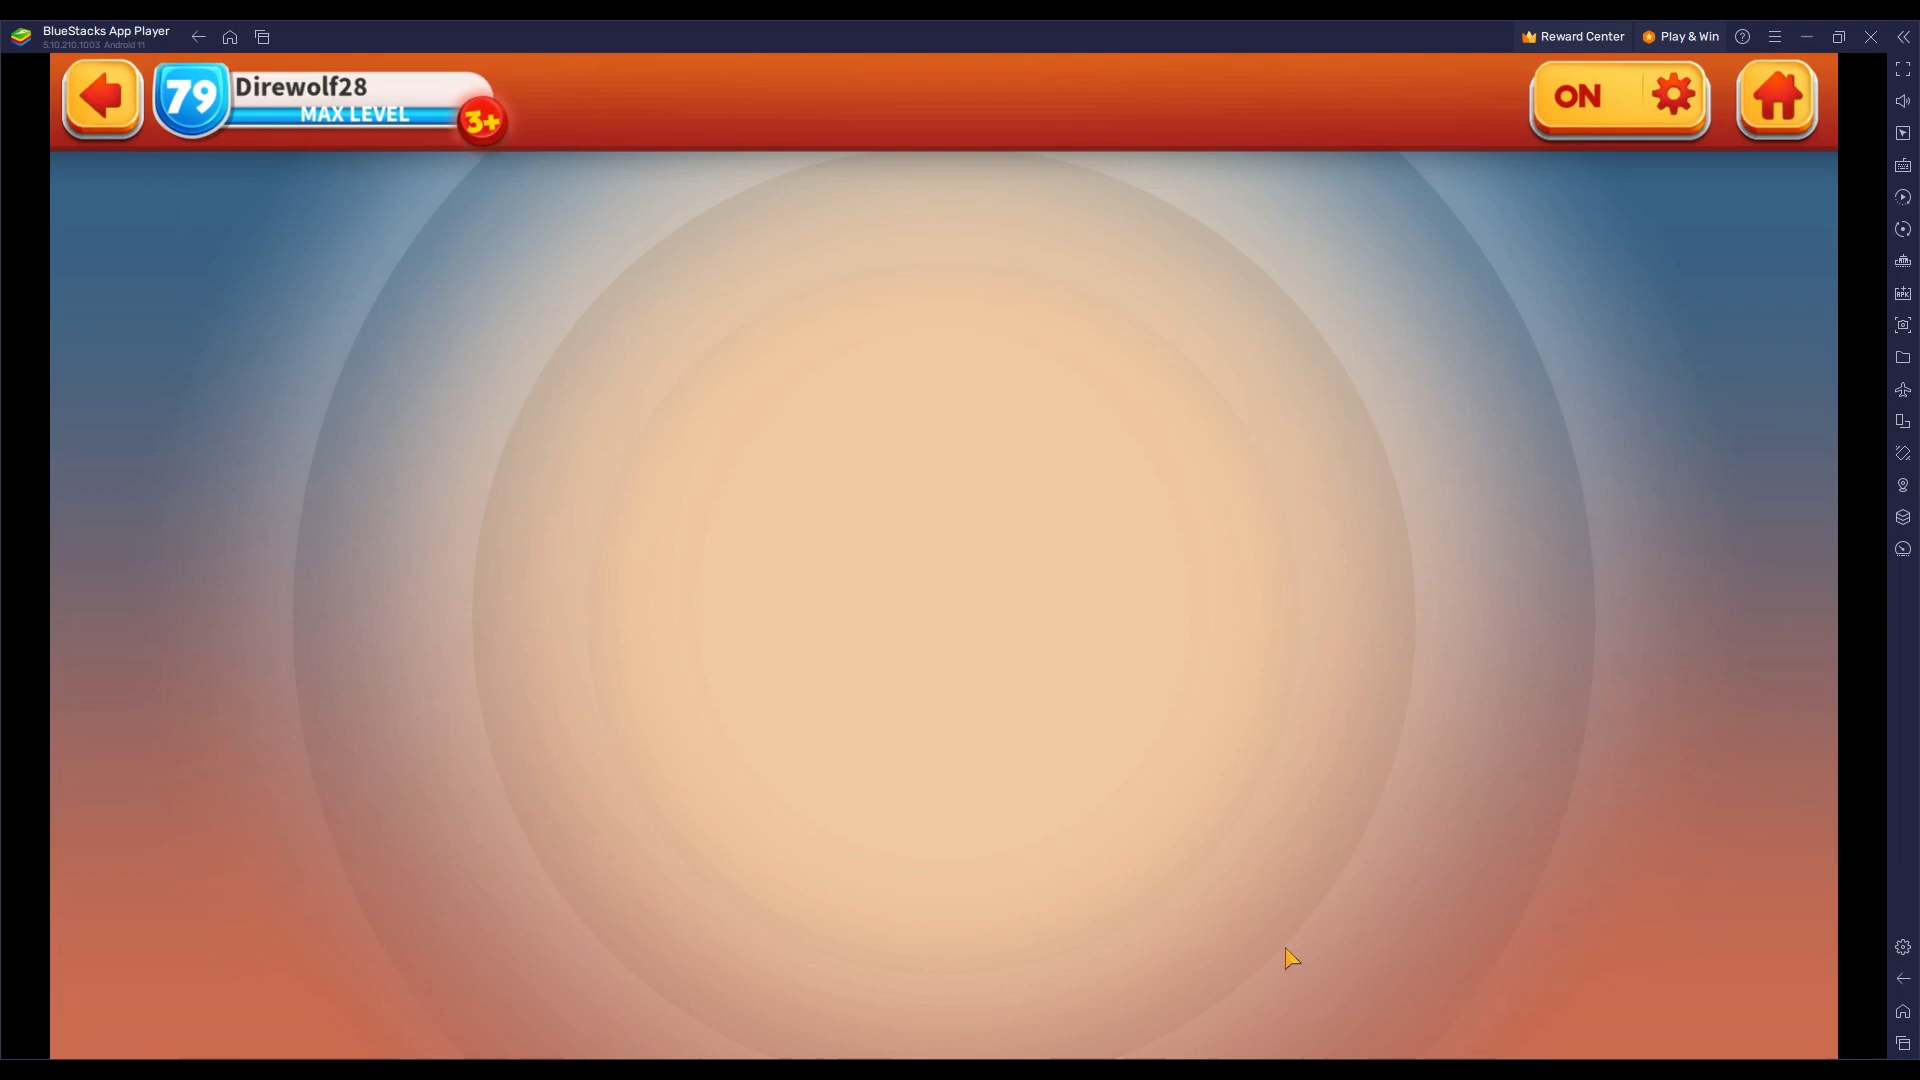 BlueStacks App Player
5.10.210.1003 Android 11
Reward Center
Play & Win
79
Direwolf28
MAX LEVEL
3+
ON
APK